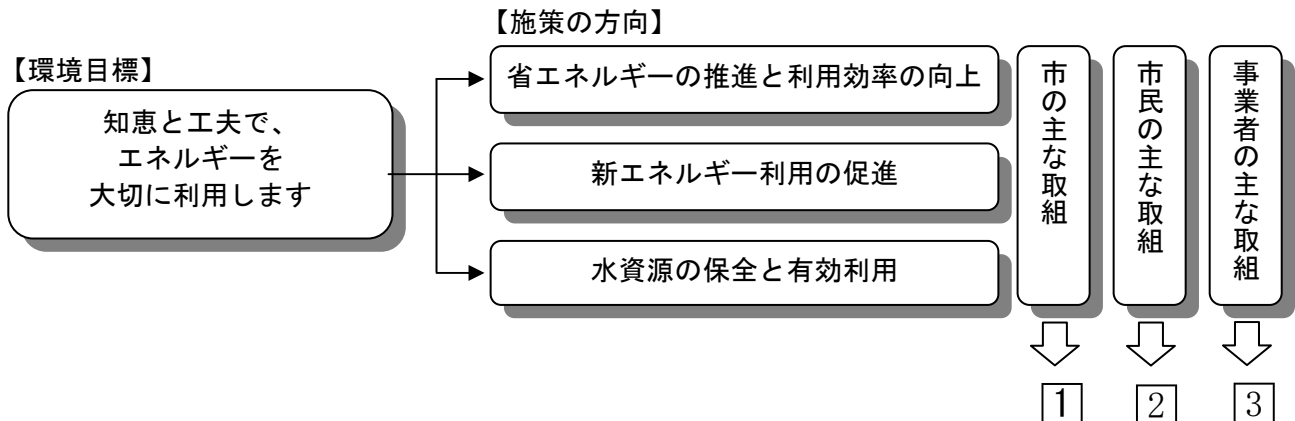 【施策の方向】
【環境目標】
知恵と工夫で、
エネルギーを
大切に利用します
省エネルギーの推進と利用効率の向上
新エネルギー利用の促進
水資源の保全と有効利用
市の主な取組
市民の主な取組
事業者の主な取組
1
2
3